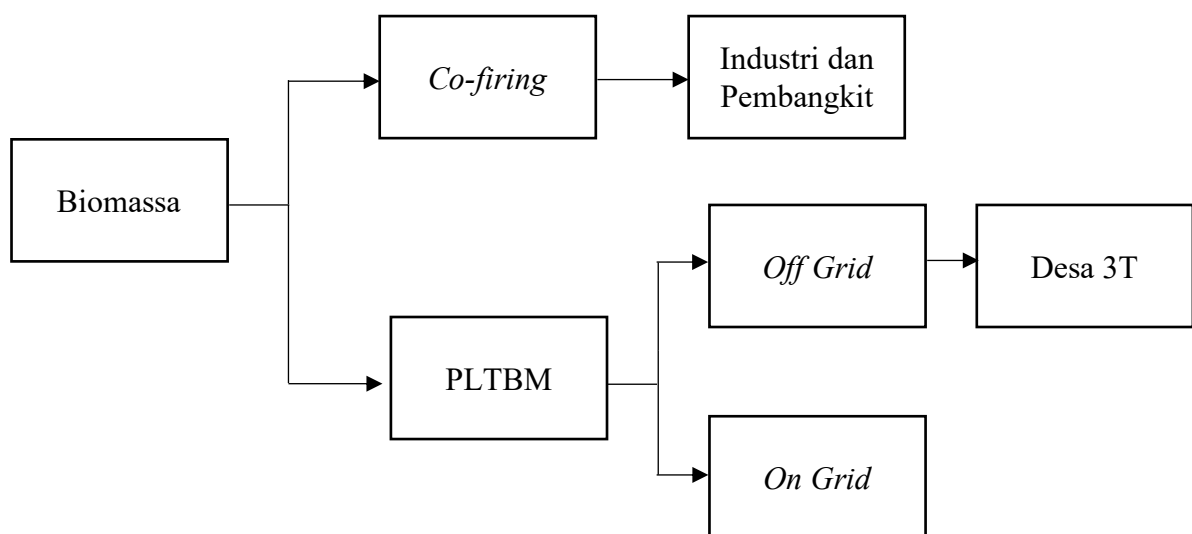 Biomassa
Co-firing
Industri dan
Pembangkit
PLTBM
Off Grid
Desa 3T
On Grid